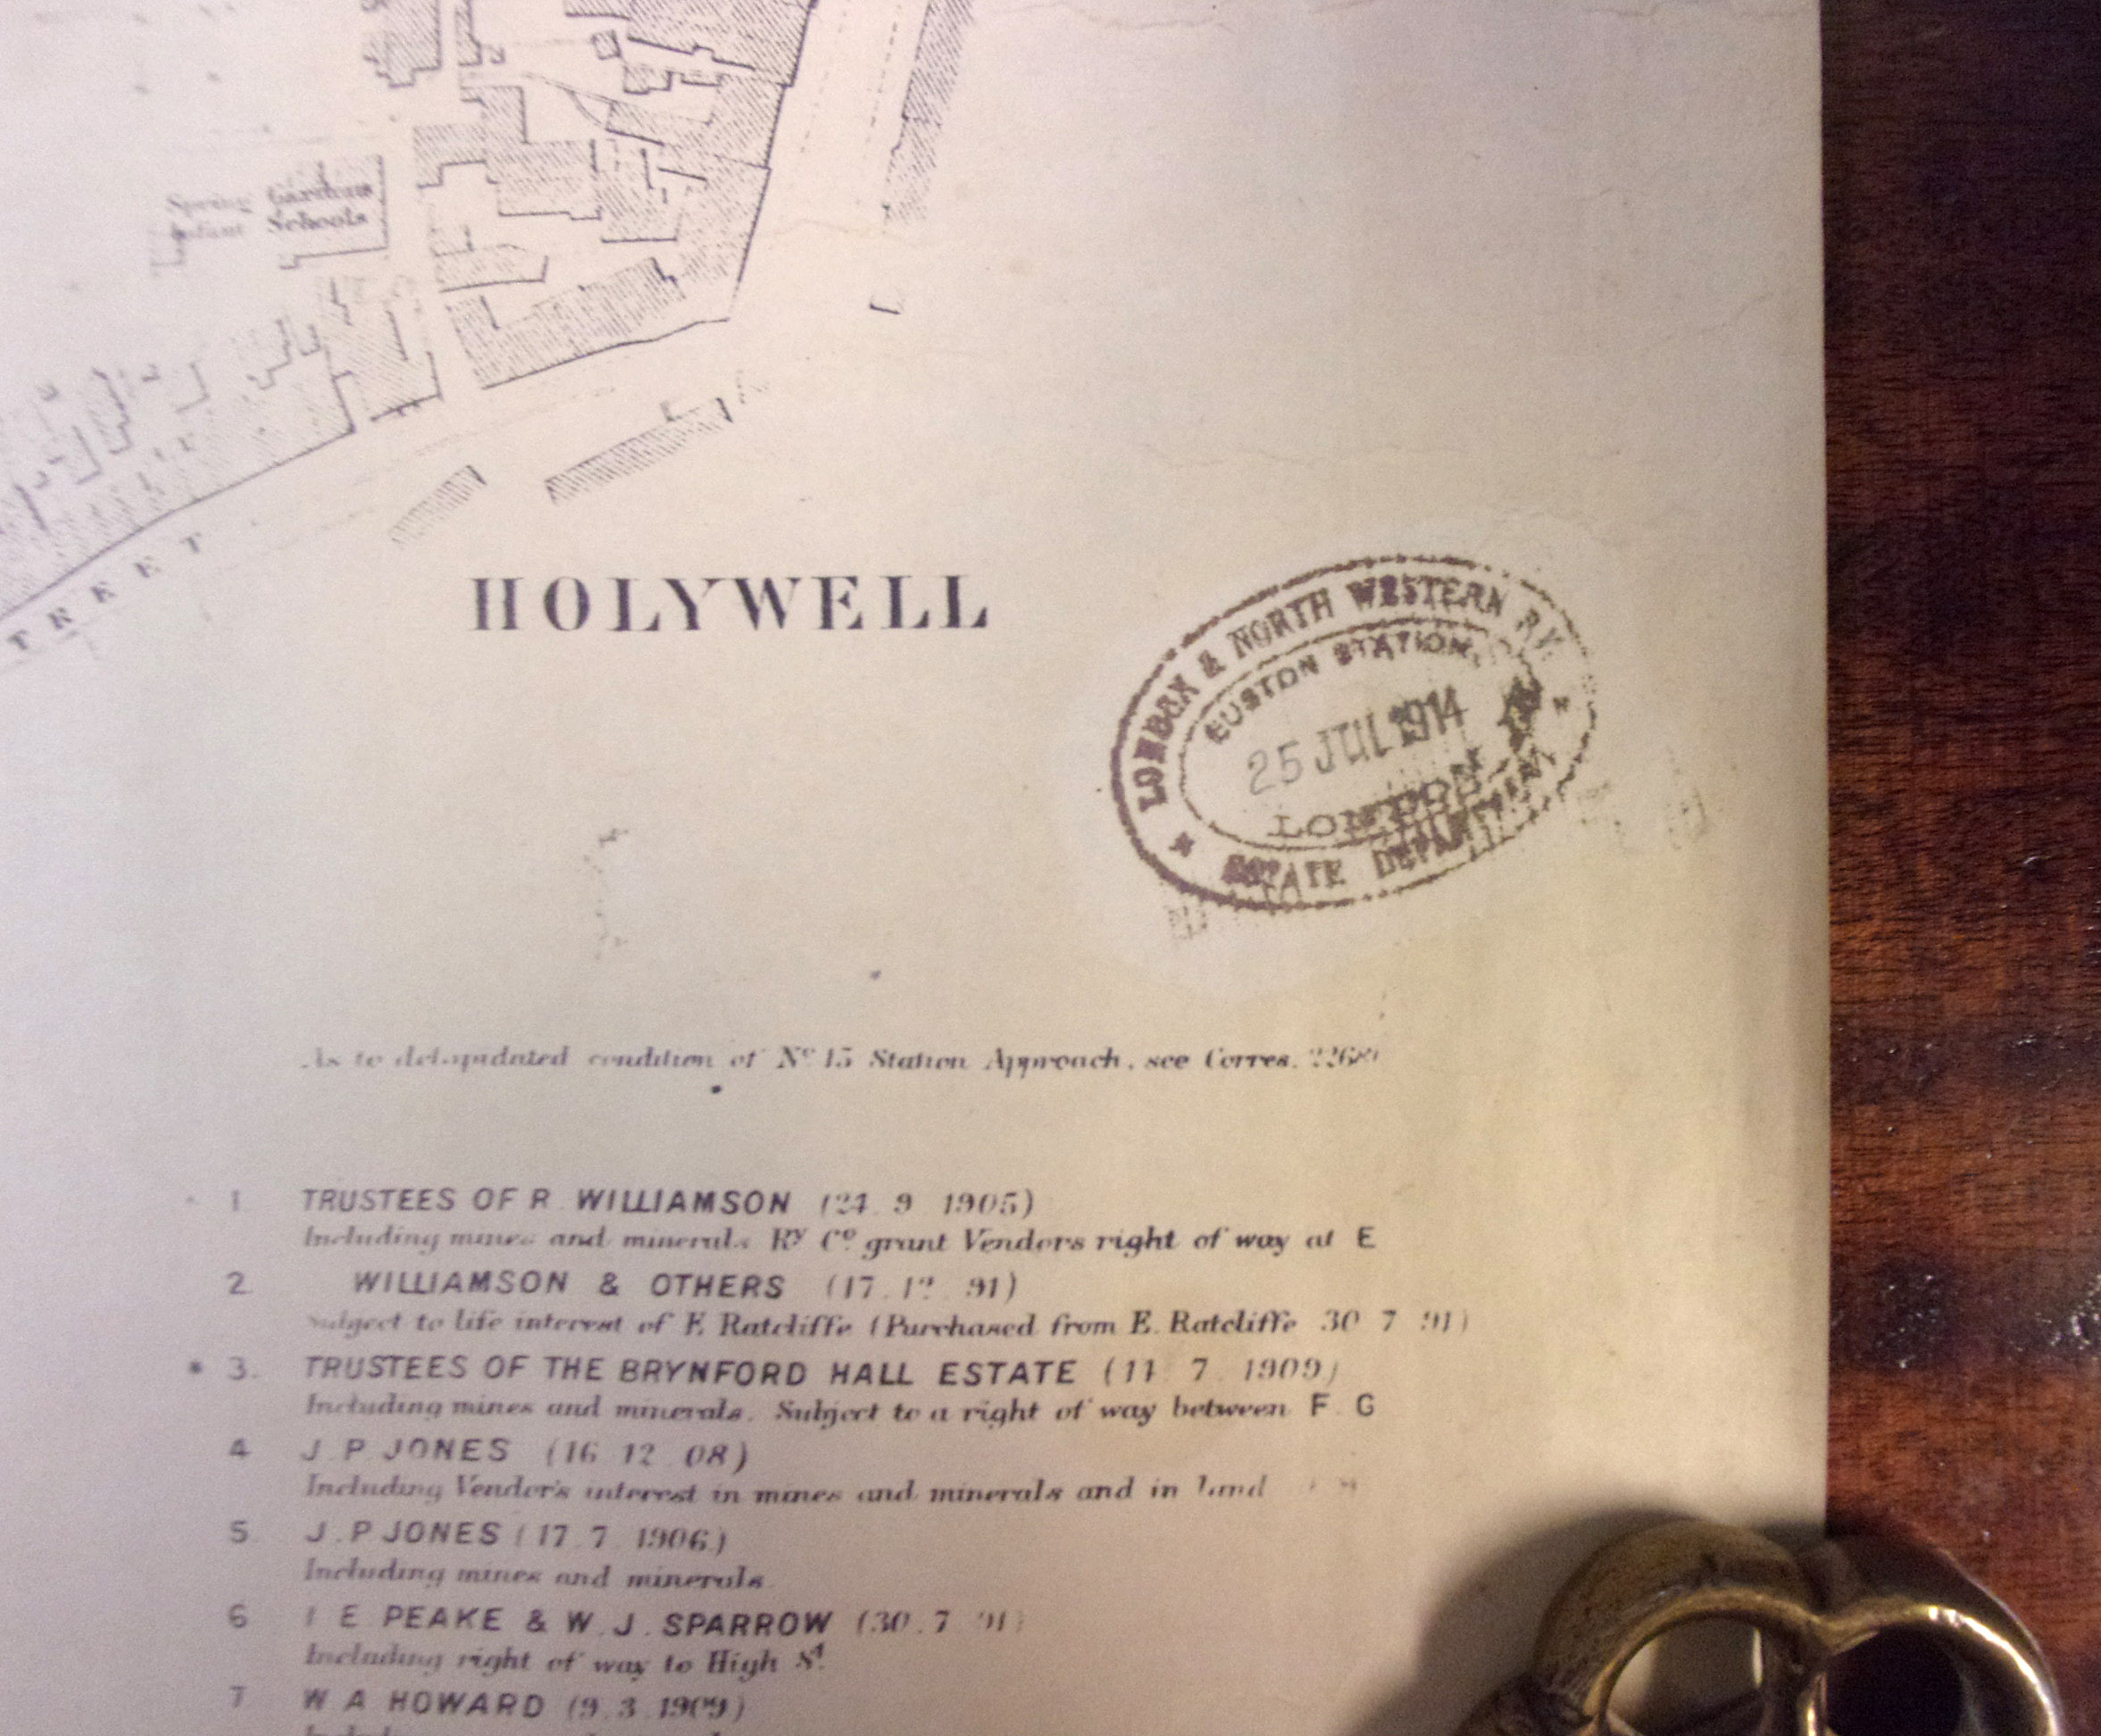 Spring Gardens
Infant Schools
TREET
HOLYWELL
LONDON & NORTH WESTERN RY.
EUSTON STATION,
25 JUL 1914
LONDON
ESTATE DEPARTMENT
As to delapidated condition of No 15 Station Approach, see Corres.
1 TRUSTEES OF R. WILLIAMSON (24. 9. 1905)
Including mines and minerals Ry Co. grant Vendors right of way at E
2. WILLIAMSON & OTHERS (17. 12. 91)
Subject to life interest of E. Ratcliffe (Purchased from E. Ratcliffe 30 7 91)
3. TRUSTEES OF THE BRYNFORD HALL ESTATE (11 7 1909)
Including mines and minerals. Subject to a right of way between F. G
4 J. P. JONES (16 12 08)
Including Vendor's interest in mines and minerals and in land
5. J. P. JONES (17. 7. 1906.)
Including mines and minerals
6 E PEAKE & W. J. SPARROW (30. 7 91)
Including right of way to High St.
7 W A HOWARD (9. 3. 1909)